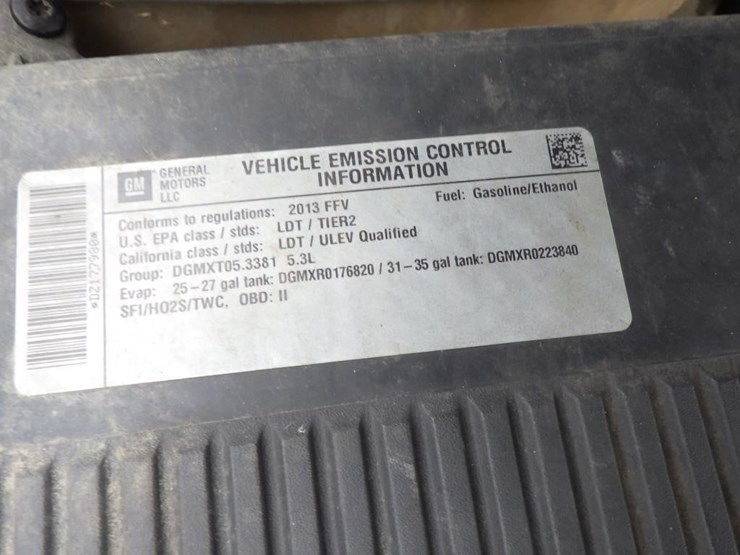 GM
GENERAL
MOTORS
LLC
VEHICLE EMISSION CONTROL
INFORMATION
Fuel: Gasoline/Ethanol
Conforms to regulations: 2013 FFV
U.S. EPA class / stds: LDT / TIER2
California class / stds: LDT / ULEV Qualified
Group: DGMXT05.3381 5.3L
Evap: 25-27 gal tank: DGMXR0176820 / 31-35 gal tank: DGMXR0223840
SFI/HO2S/TWC, OBD: II
*DZ177980*